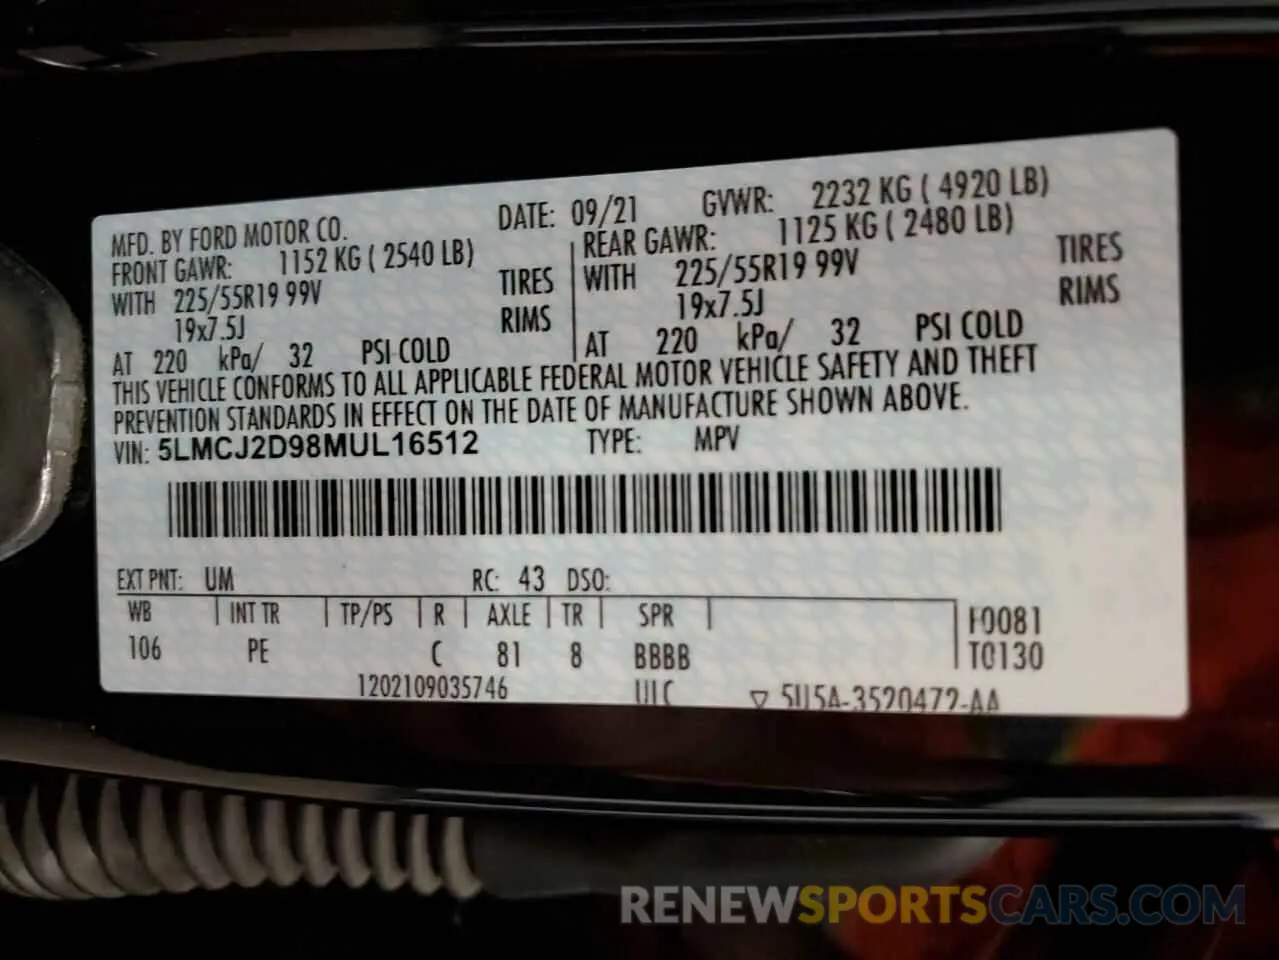 MFD. BY FORD MOTOR CO. DATE: 09/21 GVWR: 2232 KG ( 4920 LB)
FRONT GAWR: 1152 KG ( 2540 LB) REAR GAWR: 1125 KG ( 2480 LB)
WITH 225/55R19 99V TIRES WITH 225/55R19 99V TIRES
19x7.5J RIMS 19x7.5J RIMS
AT 220 kPa/ 32 PSI COLD AT 220 kPa/ 32 PSI COLD
THIS VEHICLE CONFORMS TO ALL APPLICABLE FEDERAL MOTOR VEHICLE SAFETY AND THEFT
PREVENTION STANDARDS IN EFFECT ON THE DATE OF MANUFACTURE SHOWN ABOVE.
VIN: 5LMCJ2D98MUL16512 TYPE: MPV
EXT PNT: UM RC: 43 DSO:
WB INT TR TP/PS R AXLE TR SPR F0081
106 PE C 81 8 BBBB T0130
1202109035746 ULC ▽ 5U5A-3520472-AA
RENEWSPORTSCARS.COM